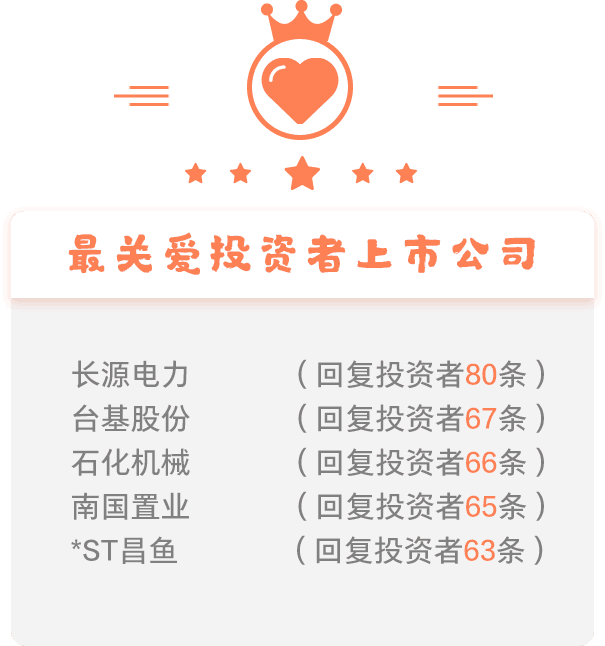 最关爱投资者上市公司
长源电力 （回复投资者80条）
台基股份 （回复投资者67条）
石化机械 （回复投资者66条）
南国置业 （回复投资者65条）
*ST昌鱼 （回复投资者63条）